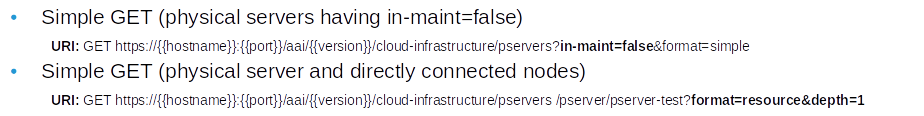 • Simple GET (physical servers having in-maint=false)
URI: GET https://{{hostname}}:{{port}}/aai/{{version}}/cloud-infrastructure/pservers?in-maint=false&format=simple
• Simple GET (physical server and directly connected nodes)
URI: GET https://{{hostname}}:{{port}}/aai/{{version}}/cloud-infrastructure/pservers /pserver/pserver-test?format=resource&depth=1